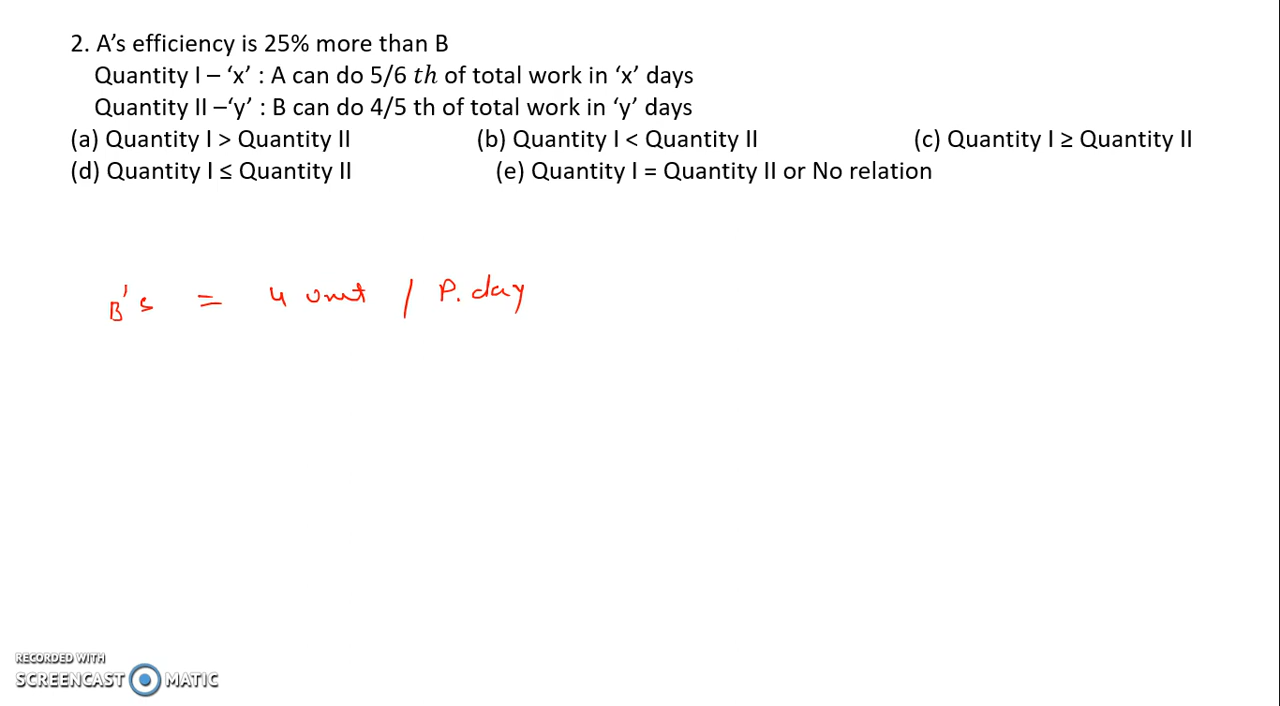 2. A’s efficiency is 25% more than B
Quantity I – ‘x’ : A can do 5/6 th of total work in ‘x’ days
Quantity II –‘y’ : B can do 4/5 th of total work in ‘y’ days
(a) Quantity I > Quantity II (b) Quantity I < Quantity II (c) Quantity I ≥ Quantity II
(d) Quantity I ≤ Quantity II (e) Quantity I = Quantity II or No relation
B's = 4 unit / P. day
RECORDED WITH
SCREENCAST MATIC